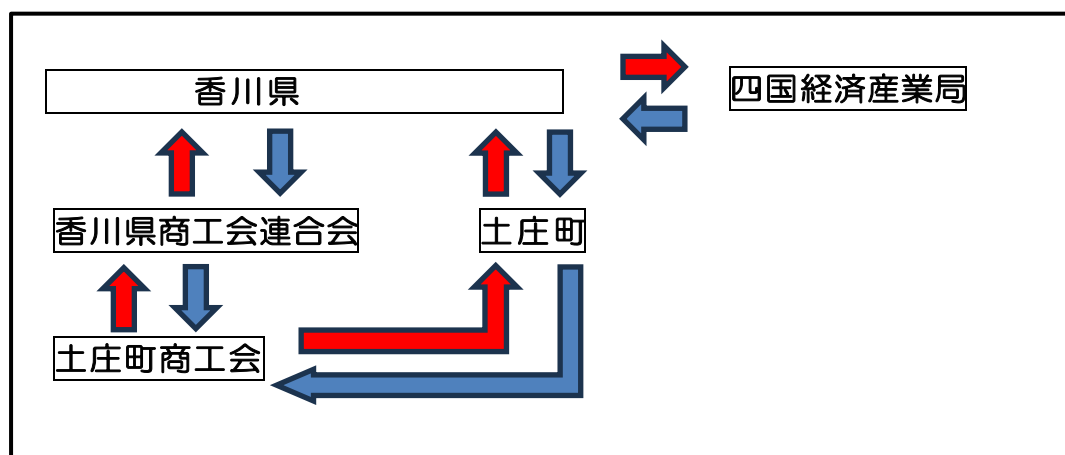 香川県
四国経済産業局
香川県商工会連合会
土庄町
土庄町商工会